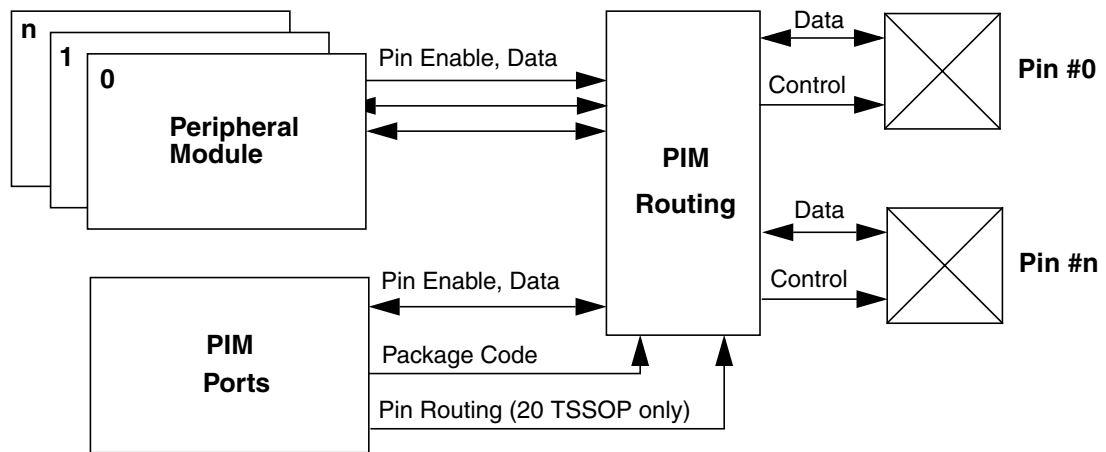 n
1
0
Peripheral
Module
Pin Enable, Data
PIM
Routing
Data
Control
Pin #0
Data
Control
Pin #n
PIM
Ports
Pin Enable, Data
Package Code
Pin Routing (20 TSSOP only)